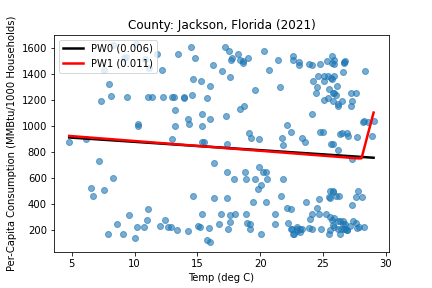 County: Jackson, Florida (2021)
PW0 (0.006)
PW1 (0.011)
Per-Capita Consumption (MMBtu/1000 Households)
1600
1400
1200
1000
800
600
400
200
5
10
15
20
25
30
Temp (deg C)